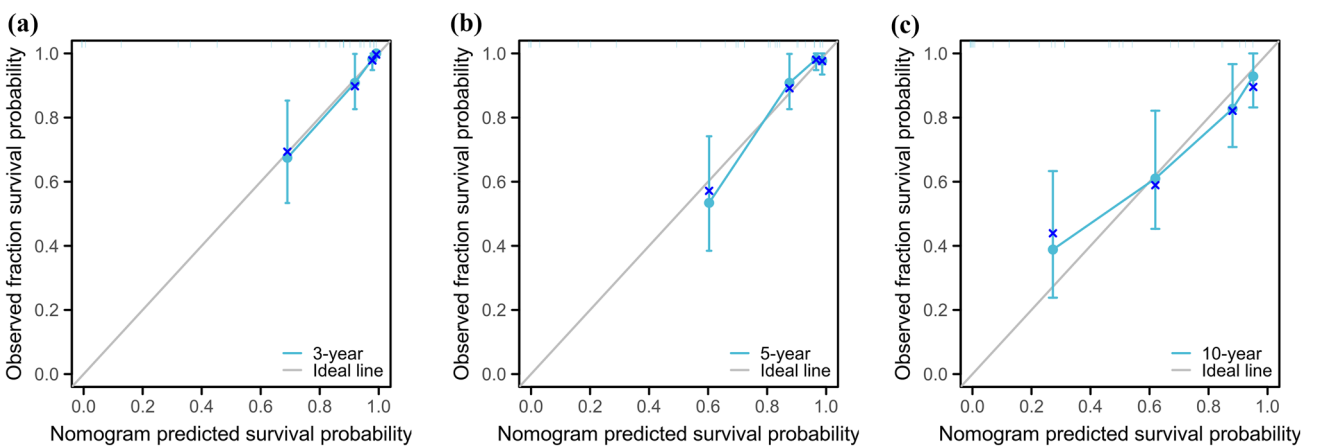 (a)
Observed fraction survival probability
1.0
0.8
0.6
0.4
0.2
0.0
3-year
Ideal line
0.0 0.2 0.4 0.6 0.8 1.0
Nomogram predicted survival probability
(b)
Observed fraction survival probability
1.0
0.8
0.6
0.4
0.2
0.0
5-year
Ideal line
0.0 0.2 0.4 0.6 0.8 1.0
Nomogram predicted survival probability
(c)
Observed fraction survival probability
1.0
0.8
0.6
0.4
0.2
0.0
10-year
Ideal line
0.0 0.2 0.4 0.6 0.8 1.0
Nomogram predicted survival probability